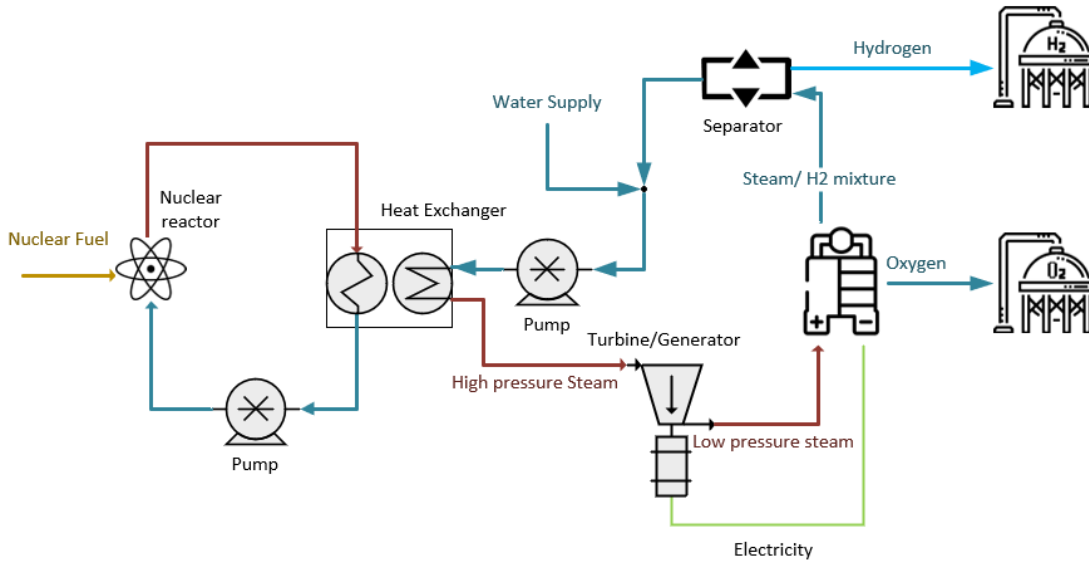 Hydrogen
H2
Water Supply
Separator
Steam/ H2 mixture
Nuclear
reactor
Heat Exchanger
Nuclear Fuel
Oxygen
O2
Pump
Turbine/Generator
High pressure Steam
Low pressure steam
Pump
Electricity